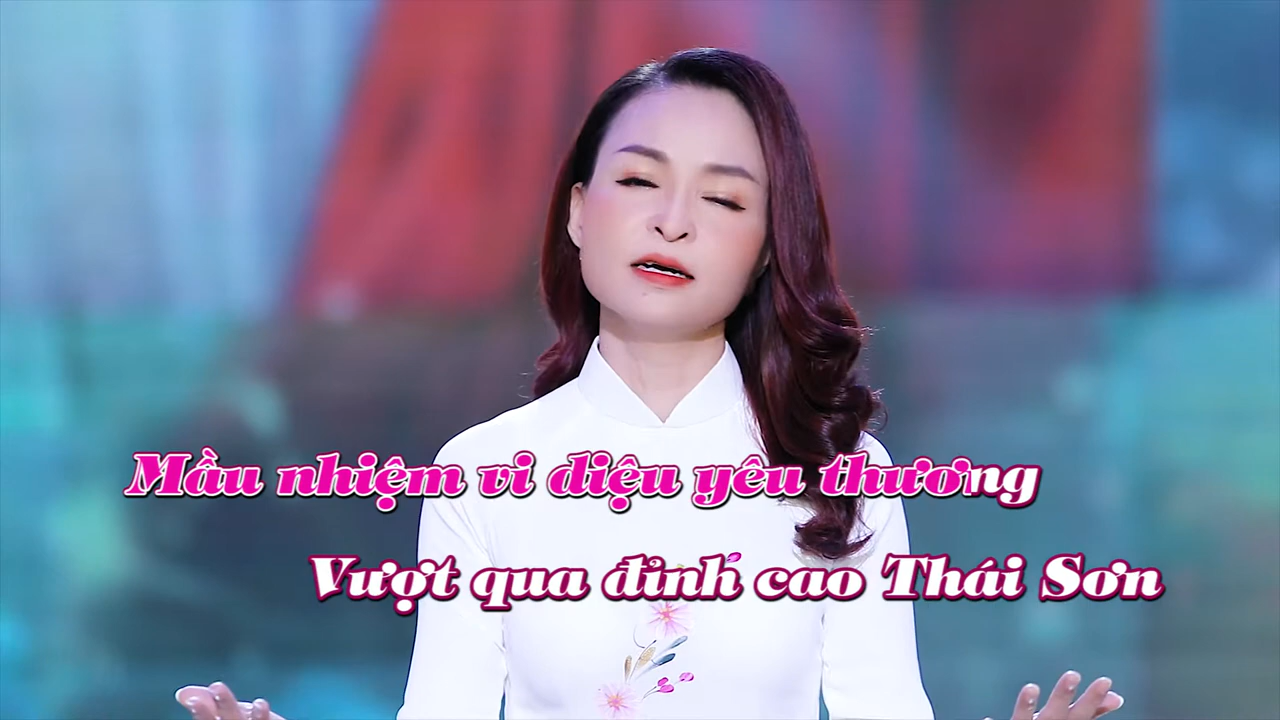 Mầu nhiệm vi diệu yêu thương
Vượt qua đỉnh cao Thái Sơn